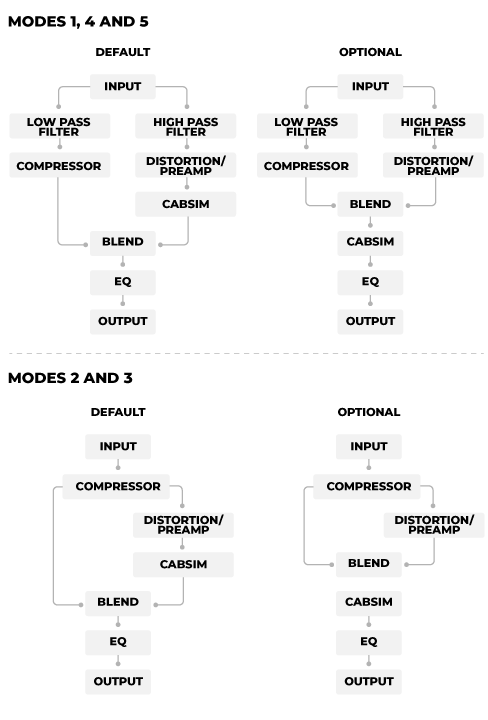 MODES 1, 4 AND 5
DEFAULT
INPUT
LOW PASS
FILTER
HIGH PASS
FILTER
COMPRESSOR
DISTORTION/
PREAMP
CABSIM
BLEND
EQ
OUTPUT
OPTIONAL
INPUT
LOW PASS
FILTER
HIGH PASS
FILTER
COMPRESSOR
DISTORTION/
PREAMP
BLEND
CABSIM
EQ
OUTPUT
MODES 2 AND 3
DEFAULT
INPUT
COMPRESSOR
DISTORTION/
PREAMP
CABSIM
BLEND
EQ
OUTPUT
OPTIONAL
INPUT
COMPRESSOR
DISTORTION/
PREAMP
BLEND
CABSIM
EQ
OUTPUT